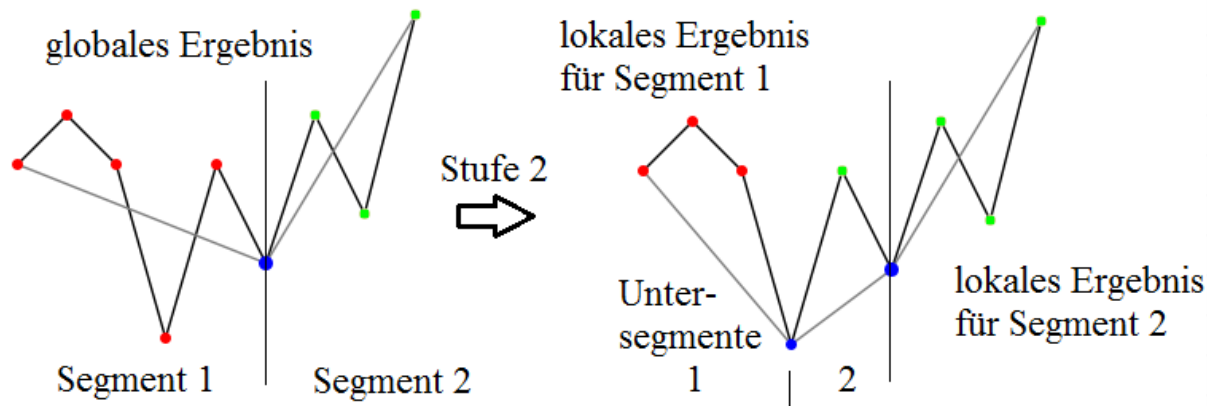 globales Ergebnis
Segment 1
Segment 2
Stufe 2
lokales Ergebnis
für Segment 1
Unter-
segmente
1
2
lokales Ergebnis
für Segment 2